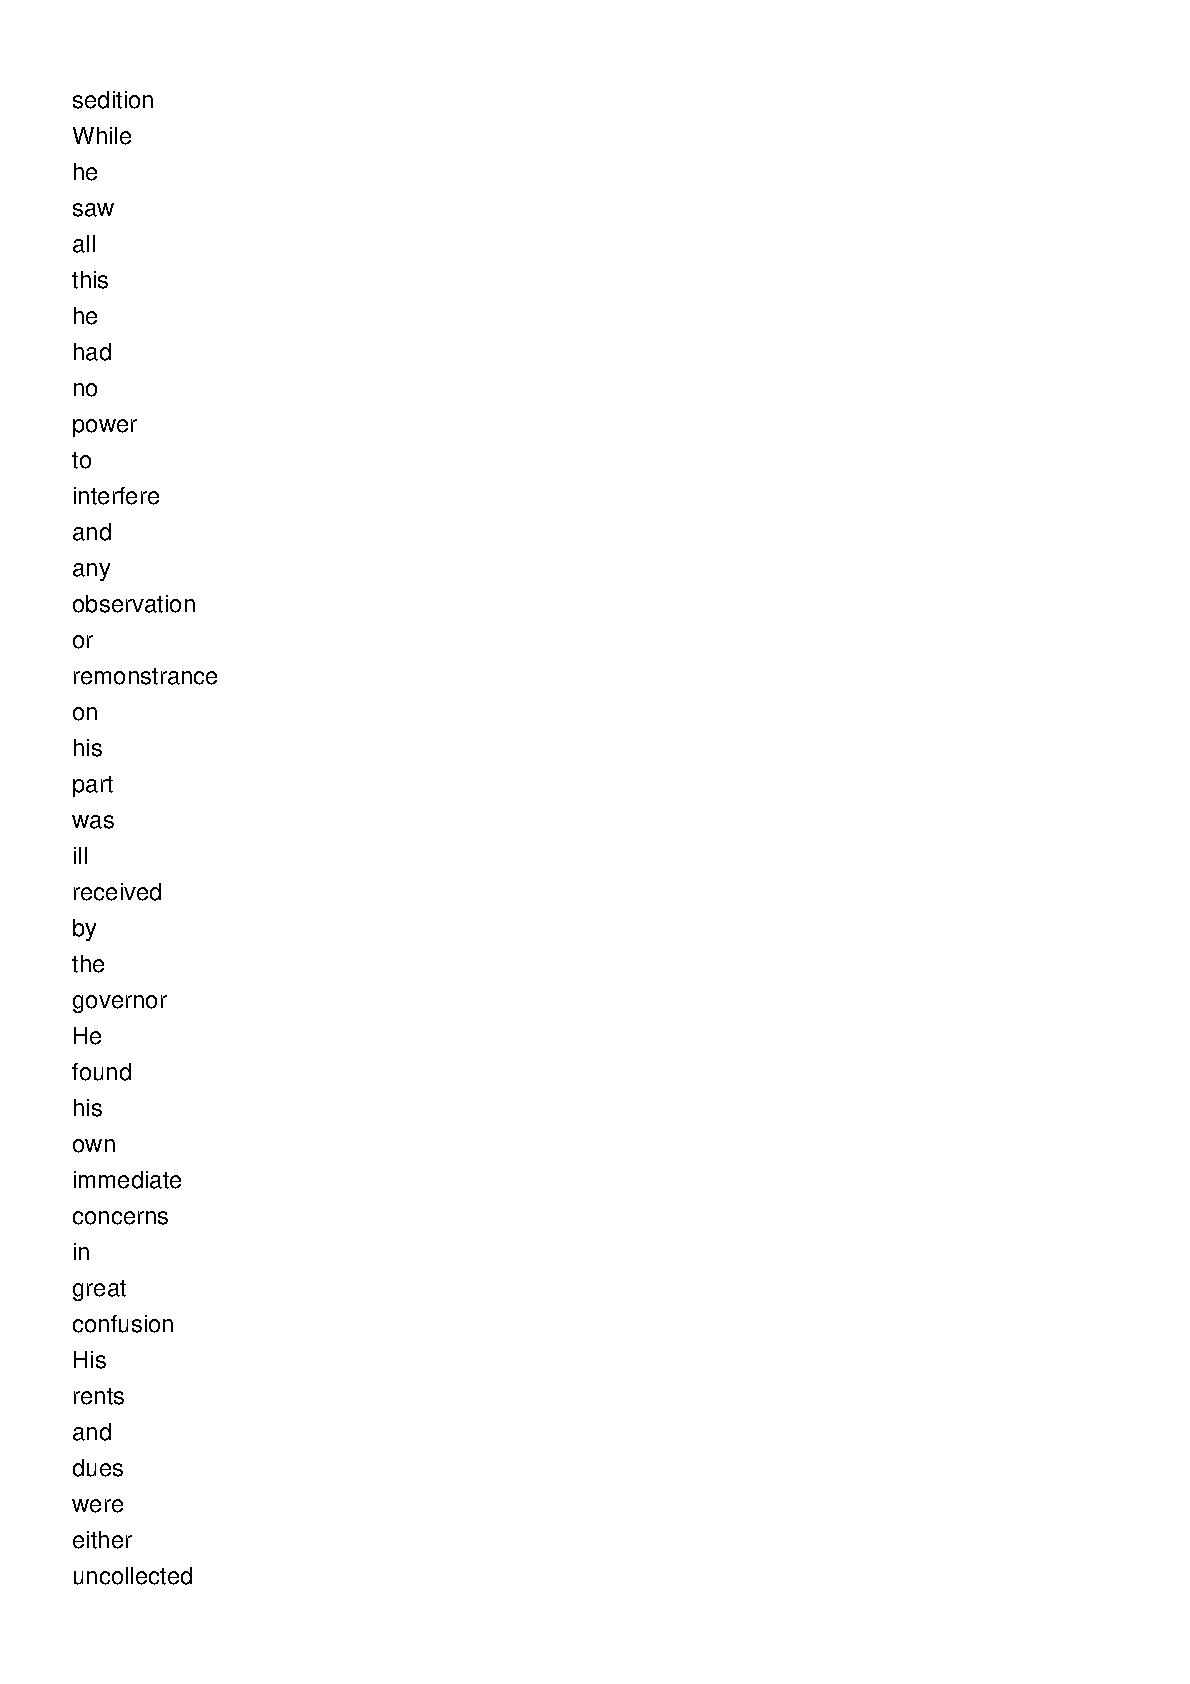 sedition
While
he
saw
all
this
he
had
no
power
to
interfere
and
any
observation
or
remonstrance
on
his
part
was
ill
received
by
the
governor
He
found
his
own
immediate
concerns
in
great
confusion
His
rents
and
dues
were
either
uncollected